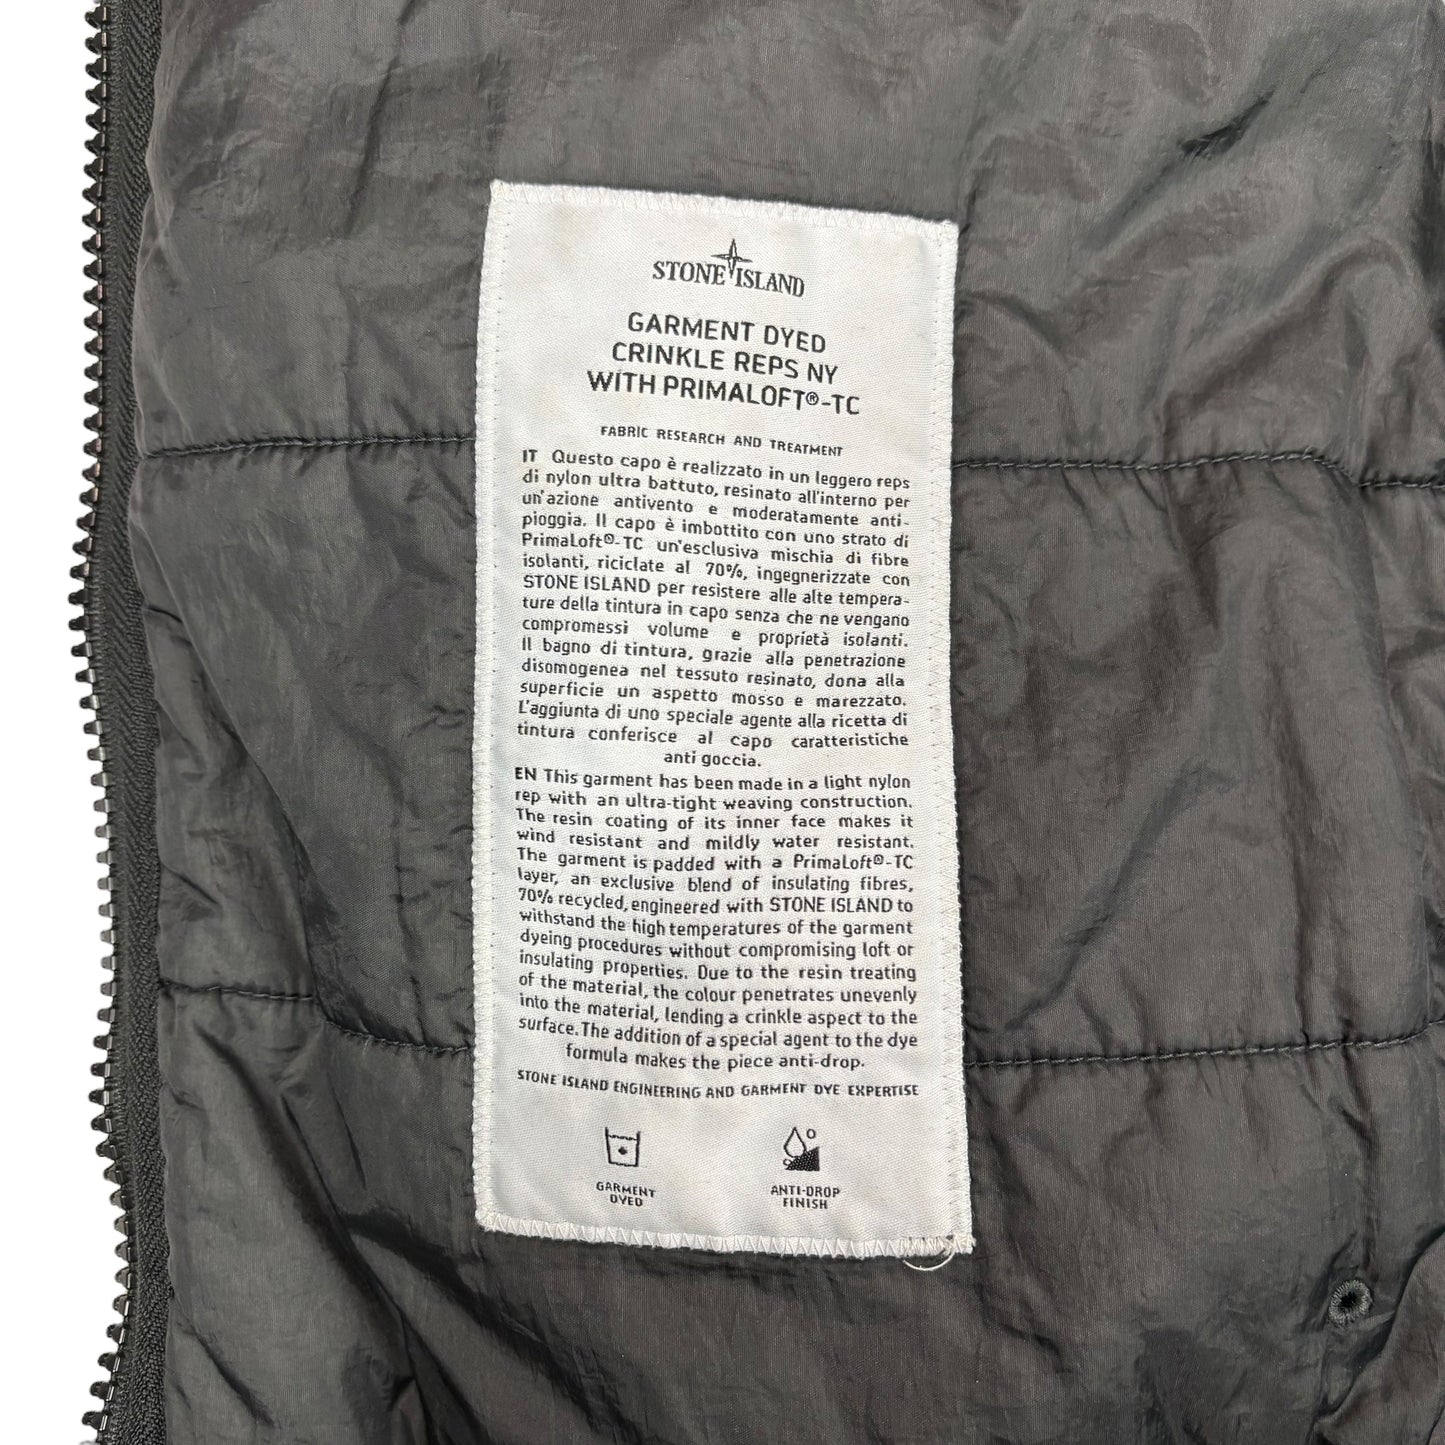 STONE ISLAND
GARMENT DYED
CRINKLE REPS NY
WITH PRIMALOFT®-TC
FABRIC RESEARCH AND TREATMENT
IT Questo capo è realizzato in un leggero reps
di nylon ultra battuto, resinato all'interno per
un'azione antivento e moderatamente anti-
pioggia. Il capo è imbottito con uno strato di
PrimaLoft®-TC un'esclusiva mischia di fibre
isolanti, riciclate al 70%, ingegnerizzate con
STONE ISLAND per resistere alle alte tempera-
ture della tintura in capo senza che ne vengano
compromessi volume e proprietà isolanti.
Il bagno di tintura, grazie alla penetrazione
disomogenea nel tessuto resinato, dona alla
superficie un aspetto mosso e marezzato.
L'aggiunta di uno speciale agente alla ricetta di
tintura conferisce al capo caratteristiche
anti goccia.
EN This garment has been made in a light nylon
rep with an ultra-tight weaving construction.
The resin coating of its inner face makes it
wind resistant and mildly water resistant.
The garment is padded with a PrimaLoft®-TC
layer, an exclusive blend of insulating fibres,
70% recycled, engineered with STONE ISLAND to
withstand the high temperatures of the garment
dyeing procedures without compromising loft or
insulating properties. Due to the resin treating
of the material, the colour penetrates unevenly
into the material, lending a crinkle aspect to the
surface. The addition of a special agent to the dye
formula makes the piece anti-drop.
STONE ISLAND ENGINEERING AND GARMENT DYE EXPERTISE
GARMENT
DYED
ANTI-DROP
FINISH